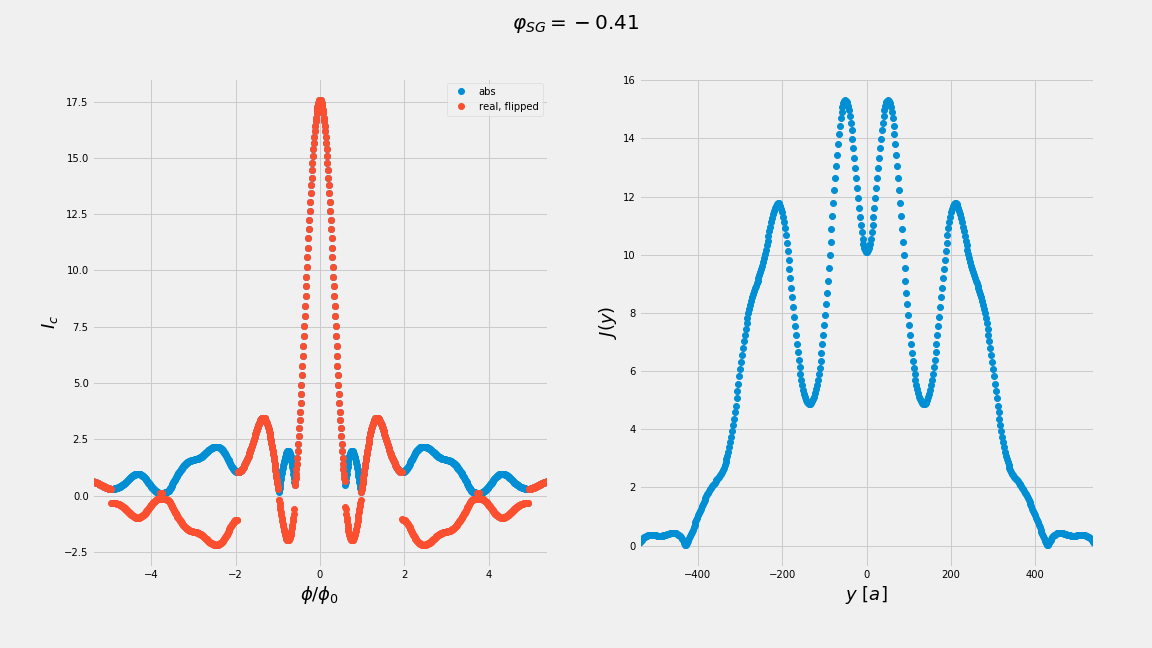 φ_SG = −0.41
abs
real, flipped
17.5
15.0
12.5
10.0
7.5
5.0
2.5
0.0
−2.5
I_c
−4 −2 0 2 4
ϕ/ϕ_0
16
14
12
10
8
6
4
2
0
J(y)
−400 −200 0 200 400
y [a]